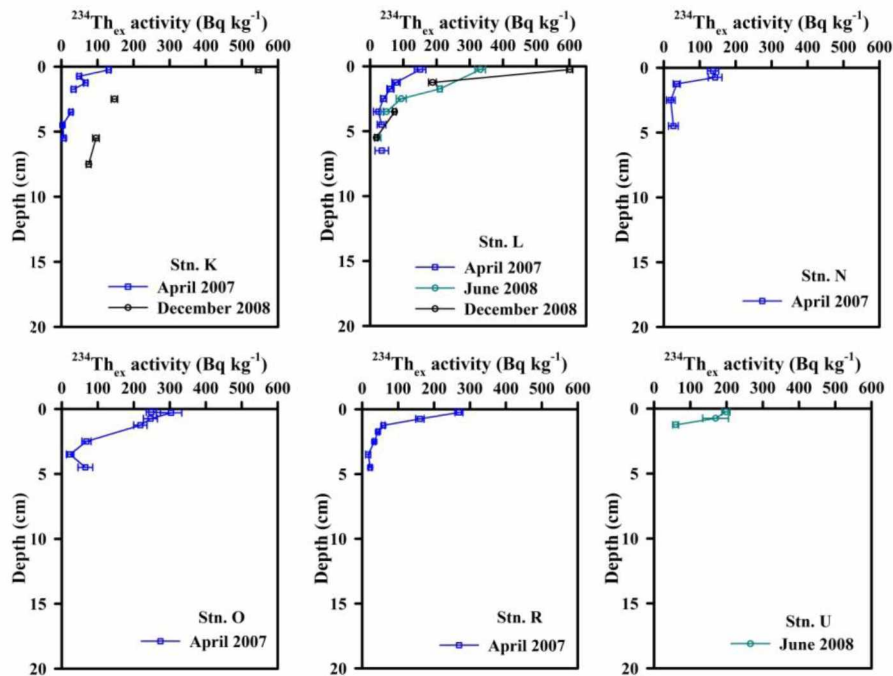 ²³⁴Th_ex activity (Bq kg⁻¹)
0 100 200 300 400 500 600
0
5
10
15
20
Depth (cm)
Stn. K
April 2007
December 2008
²³⁴Th_ex activity (Bq kg⁻¹)
0 100 200 300 400 500 600
0
5
10
15
20
Depth (cm)
Stn. L
April 2007
June 2008
December 2008
²³⁴Th_ex activity (Bq kg⁻¹)
0 100 200 300 400 500 600
0
5
10
15
20
Depth (cm)
Stn. N
April 2007
²³⁴Th_ex activity (Bq kg⁻¹)
0 100 200 300 400 500 600
0
5
10
15
20
Depth (cm)
Stn. O
April 2007
²³⁴Th_ex activity (Bq kg⁻¹)
0 100 200 300 400 500 600
0
5
10
15
20
Depth (cm)
Stn. R
April 2007
²³⁴Th_ex activity (Bq kg⁻¹)
0 100 200 300 400 500 600
0
5
10
15
20
Depth (cm)
Stn. U
June 2008